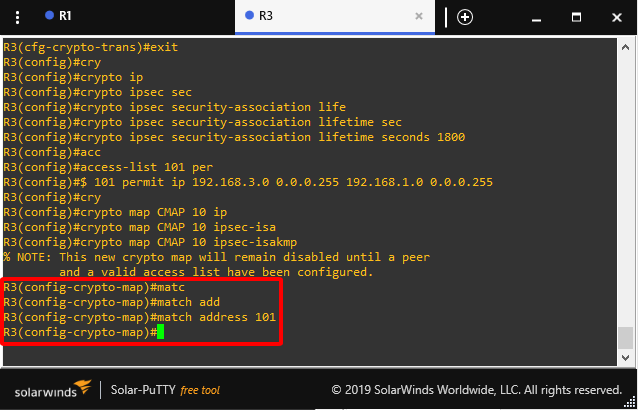 R1
R3
R3(cfg-crypto-trans)#exit
R3(config)#cry
R3(config)#crypto ip
R3(config)#crypto ipsec sec
R3(config)#crypto ipsec security-association life
R3(config)#crypto ipsec security-association lifetime sec
R3(config)#crypto ipsec security-association lifetime seconds 1800
R3(config)#acc
R3(config)#access-list 101 per
R3(config)#$ 101 permit ip 192.168.3.0 0.0.0.255 192.168.1.0 0.0.0.255
R3(config)#cry
R3(config)#crypto map CMAP 10 ip
R3(config)#crypto map CMAP 10 ipsec-isa
R3(config)#crypto map CMAP 10 ipsec-isakmp
% NOTE: This new crypto map will remain disabled until a peer
        and a valid access list have been configured.
R3(config-crypto-map)#matc
R3(config-crypto-map)#match add
R3(config-crypto-map)#match address 101
R3(config-crypto-map)#
solarwinds Solar-PuTTY free tool © 2019 SolarWinds Worldwide, LLC. All rights reserved.